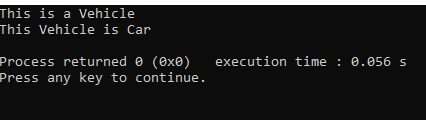 This is a Vehicle
This Vehicle is Car
Process returned 0 (0x0)   execution time : 0.056 s
Press any key to continue.